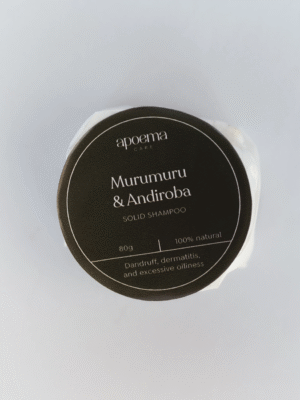 apoema
CARE
Murumuru
& Andiroba
SOLID SHAMPOO
80g | 100% natural
Dandruff, dermatitis,
and excessive oiliness